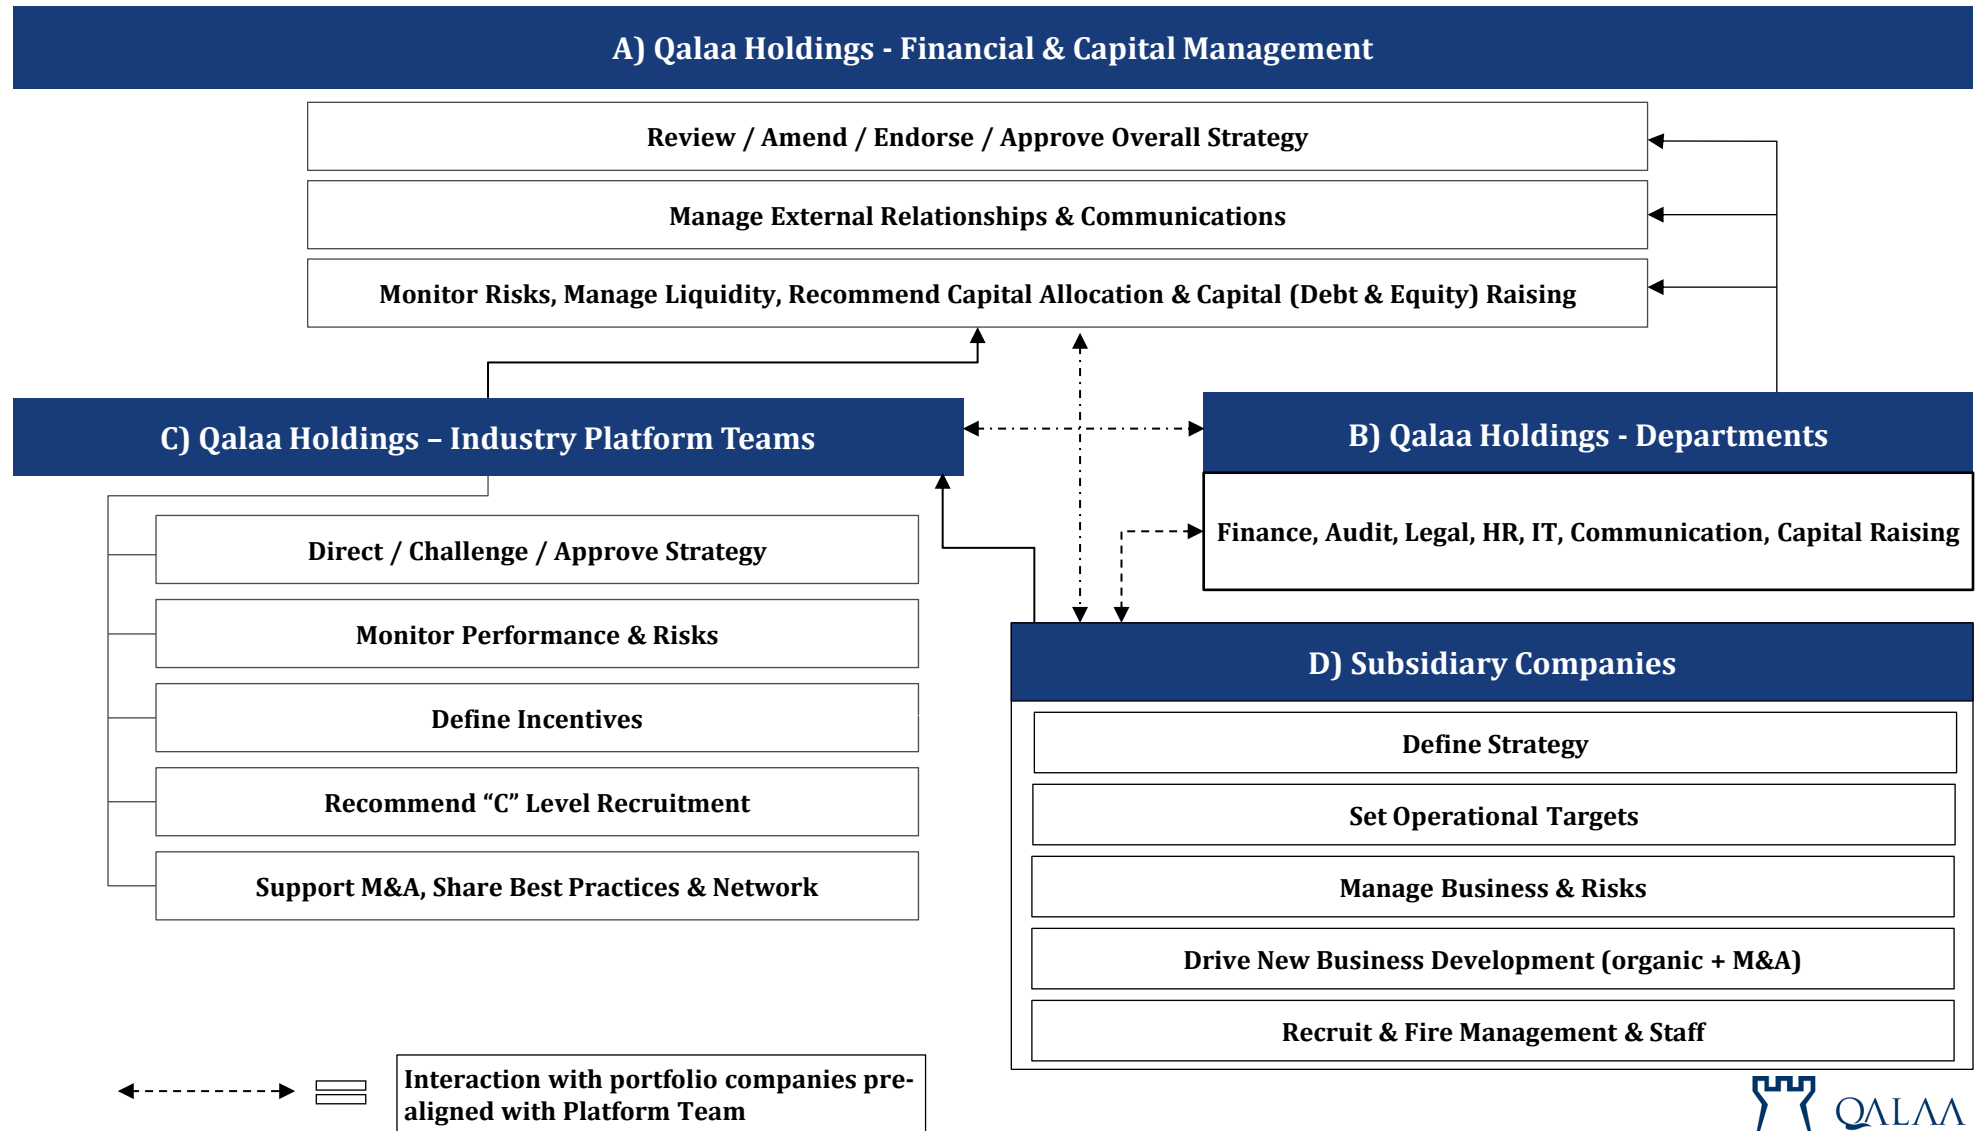 A) Qalaa Holdings - Financial & Capital Management
Review / Amend / Endorse / Approve Overall Strategy
Manage External Relationships & Communications
Monitor Risks, Manage Liquidity, Recommend Capital Allocation & Capital (Debt & Equity) Raising
C) Qalaa Holdings – Industry Platform Teams
Direct / Challenge / Approve Strategy
Monitor Performance & Risks
Define Incentives
Recommend “C” Level Recruitment
Support M&A, Share Best Practices & Network
B) Qalaa Holdings - Departments
Finance, Audit, Legal, HR, IT, Communication, Capital Raising
D) Subsidiary Companies
Define Strategy
Set Operational Targets
Manage Business & Risks
Drive New Business Development (organic + M&A)
Recruit & Fire Management & Staff
Interaction with portfolio companies pre-
aligned with Platform Team
QALAA